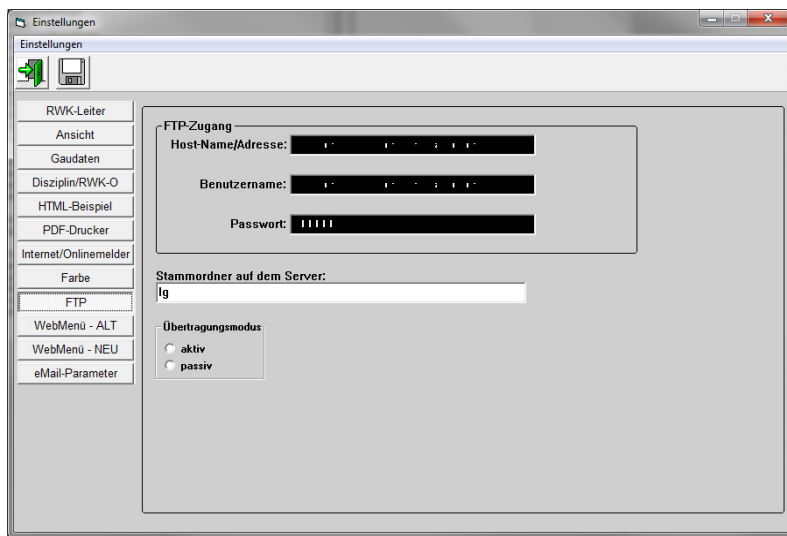 Einstellungen
Einstellungen
RWK-Leiter
Ansicht
Gaudaten
Disziplin/RWK-O
HTML-Beispiel
PDF-Drucker
Internet/Onlinemelder
Farbe
FTP
WebMenü - ALT
WebMenü - NEU
eMail-Parameter
FTP-Zugang
Host-Name/Adresse:
Benutzername:
Passwort:
Stammordner auf dem Server:
lg
Übertragungsmodus
aktiv
passiv